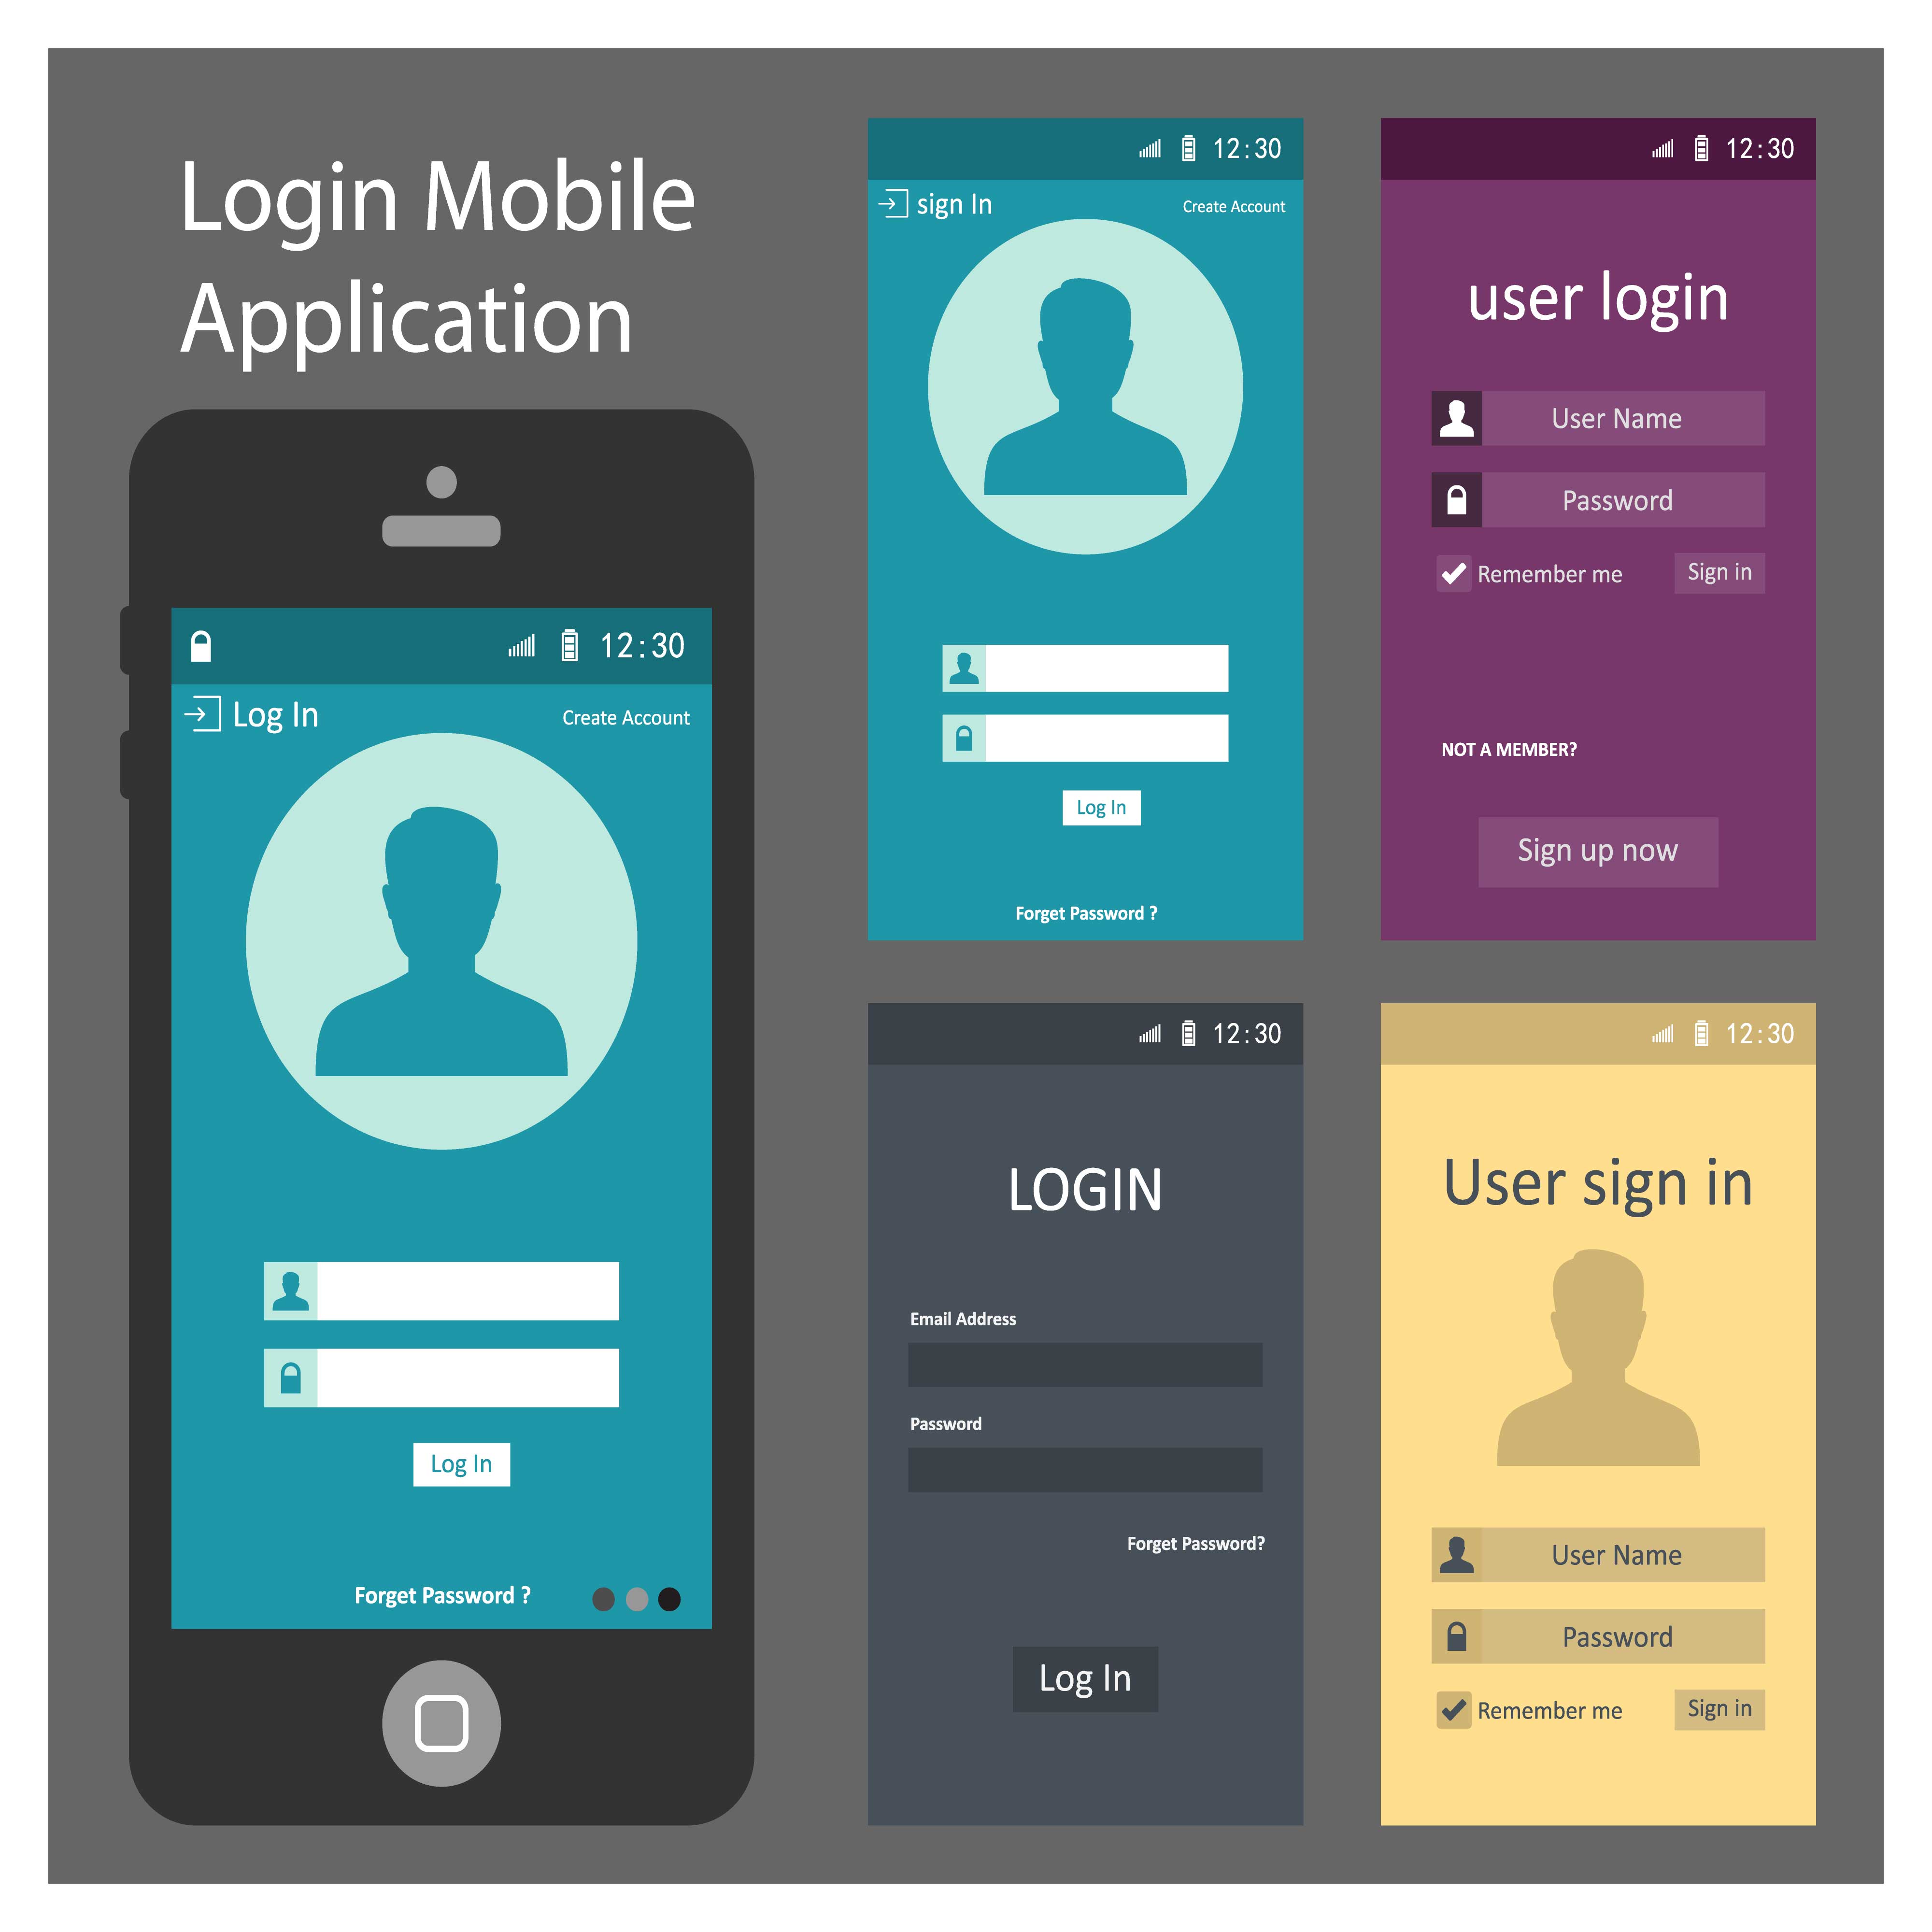 Login Mobile
Application
12:30
Log In
Create Account
Log In
Forget Password ?
12:30
sign In
Create Account
Log In
Forget Password ?
12:30
user login
User Name
Password
Remember me
Sign in
NOT A MEMBER?
Sign up now
12:30
LOGIN
Email Address
Password
Forget Password?
Log In
12:30
User sign in
User Name
Password
Remember me
Sign in